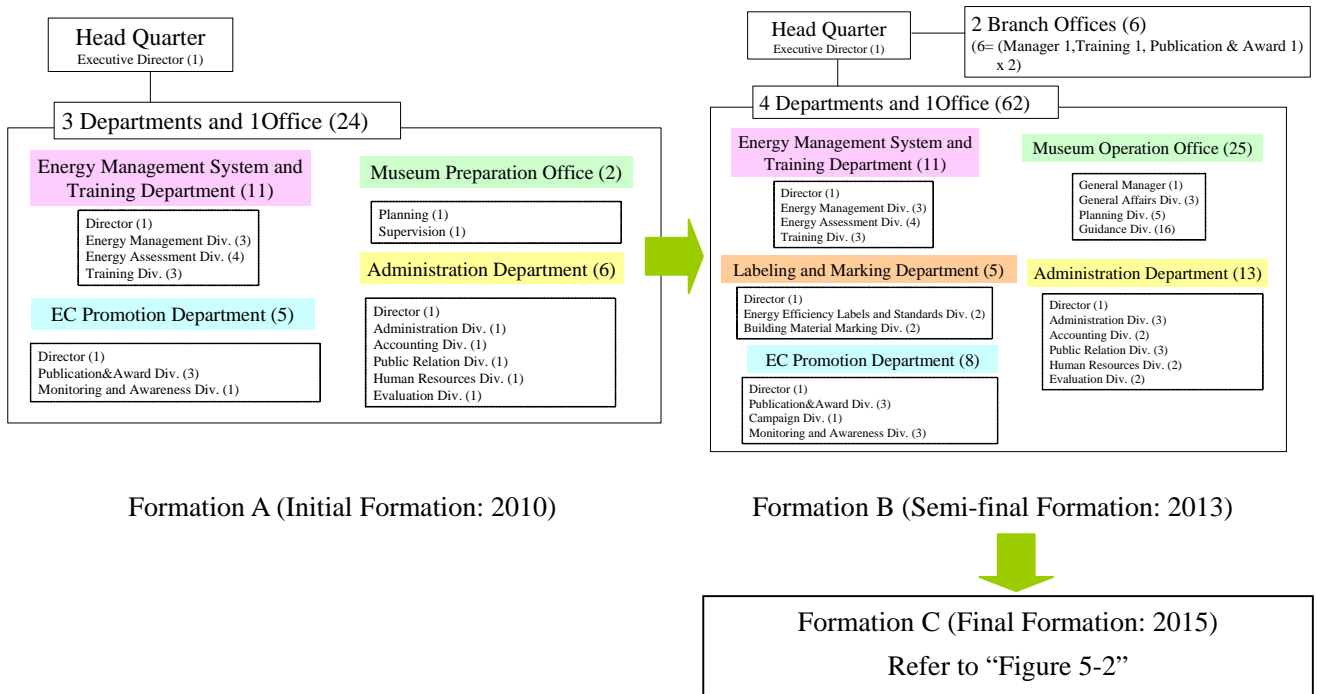 Head Quarter
Executive Director (1)
3 Departments and 1Office (24)
Energy Management System and
Training Department (11)
Director (1)
Energy Management Div. (3)
Energy Assessment Div. (4)
Training Div. (3)
EC Promotion Department (5)
Director (1)
Publication&Award Div. (3)
Monitoring and Awareness Div. (1)
Museum Preparation Office (2)
Planning (1)
Supervision (1)
Administration Department (6)
Director (1)
Administration Div. (1)
Accounting Div. (1)
Public Relation Div. (1)
Human Resources Div. (1)
Evaluation Div. (1)
Formation A (Initial Formation: 2010)
Head Quarter
Executive Director (1)
2 Branch Offices (6)
(6= (Manager 1,Training 1, Publication & Award 1)
x 2)
4 Departments and 1Office (62)
Energy Management System and
Training Department (11)
Director (1)
Energy Management Div. (3)
Energy Assessment Div. (4)
Training Div. (3)
Labeling and Marking Department (5)
Director (1)
Energy Efficiency Labels and Standards Div. (2)
Building Material Marking Div. (2)
EC Promotion Department (8)
Director (1)
Publication&Award Div. (3)
Campaign Div. (1)
Monitoring and Awareness Div. (3)
Museum Operation Office (25)
General Manager (1)
General Affairs Div. (3)
Planning Div. (5)
Guidance Div. (16)
Administration Department (13)
Director (1)
Administration Div. (3)
Accounting Div. (2)
Public Relation Div. (3)
Human Resources Div. (2)
Evaluation Div. (2)
Formation B (Semi-final Formation: 2013)
Formation C (Final Formation: 2015)
Refer to “Figure 5-2”